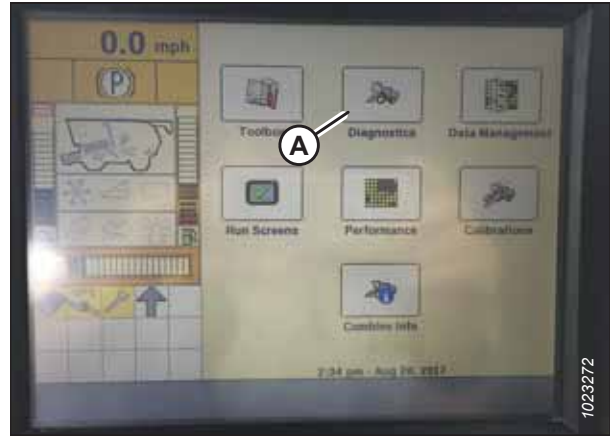 0.0 mph
(P)
Toolbox
Diagnostics
Data Management
A
Run Screens
Performance
Calibrations
Combine Info
2:34 pm - Aug 24, 2017
1023272